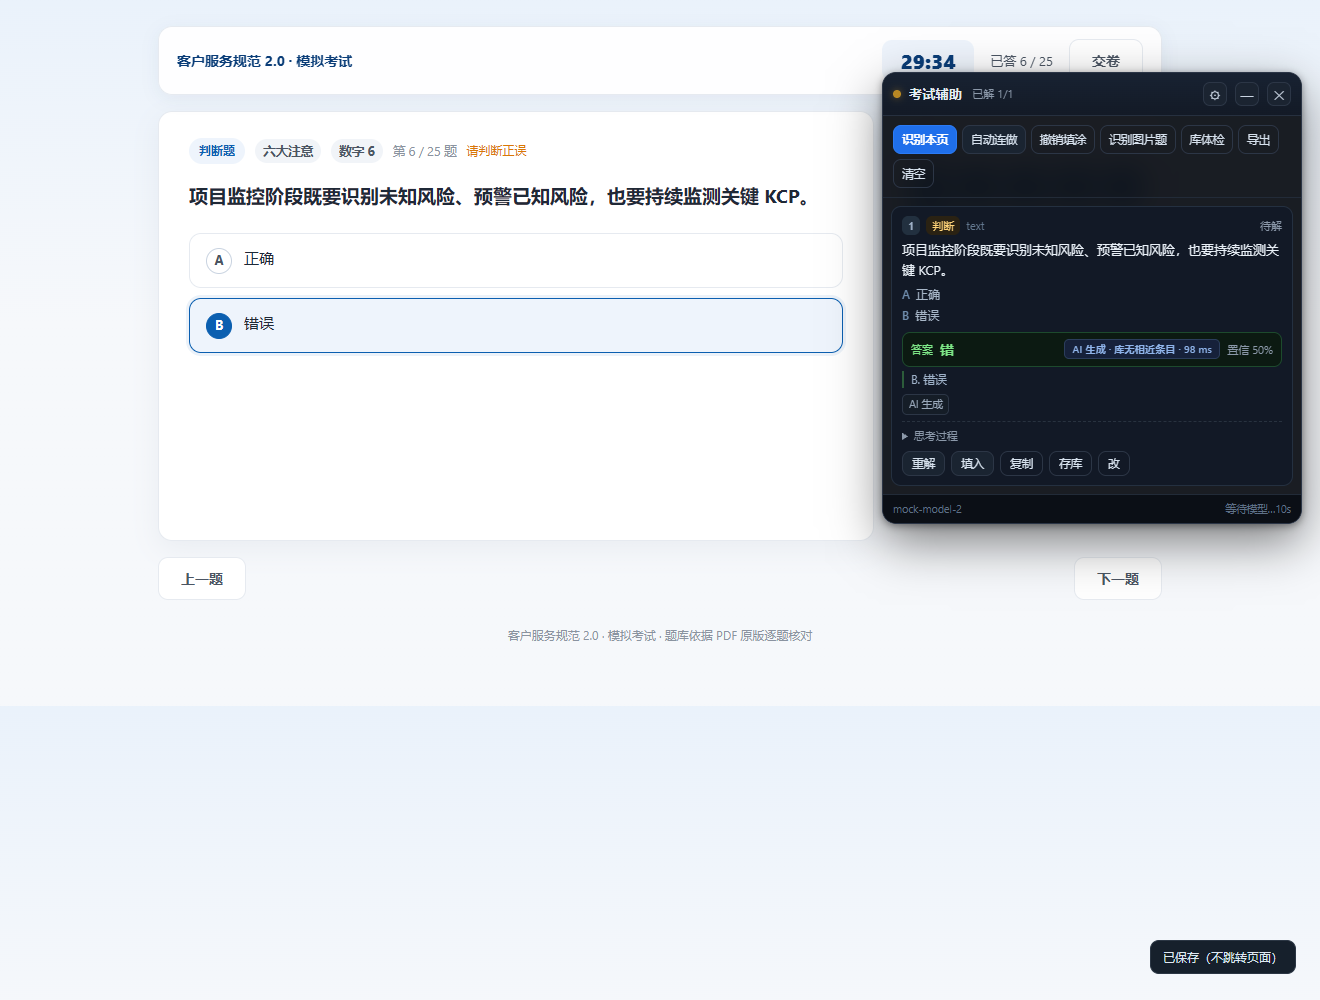 客户服务规范 2.0 · 模拟考试
29:34
已答 6 / 25
交卷
判断题
六大注意
数字 6
第 6 / 25 题
请判断正误
项目监控阶段既要识别未知风险、预警已知风险，也要持续监测关键 KCP。
A 正确
B 错误
上一题
下一题
客户服务规范 2.0 · 模拟考试 · 题库依据 PDF 原版逐题核对
考试辅助
已解 1/1
识别本页
自动连做
撤销填涂
识别图片题
库体检
导出
清空
1 判断 text
待解
项目监控阶段既要识别未知风险、预警已知风险，也要持续监测关
键 KCP。
A 正确
B 错误
答案 错
AI 生成 · 库无相近条目 · 98 ms
置信 50%
B. 错误
AI 生成
思考过程
重解
填入
复制
存库
改
mock-model-2
等待模型...10s
已保存（不跳转页面）